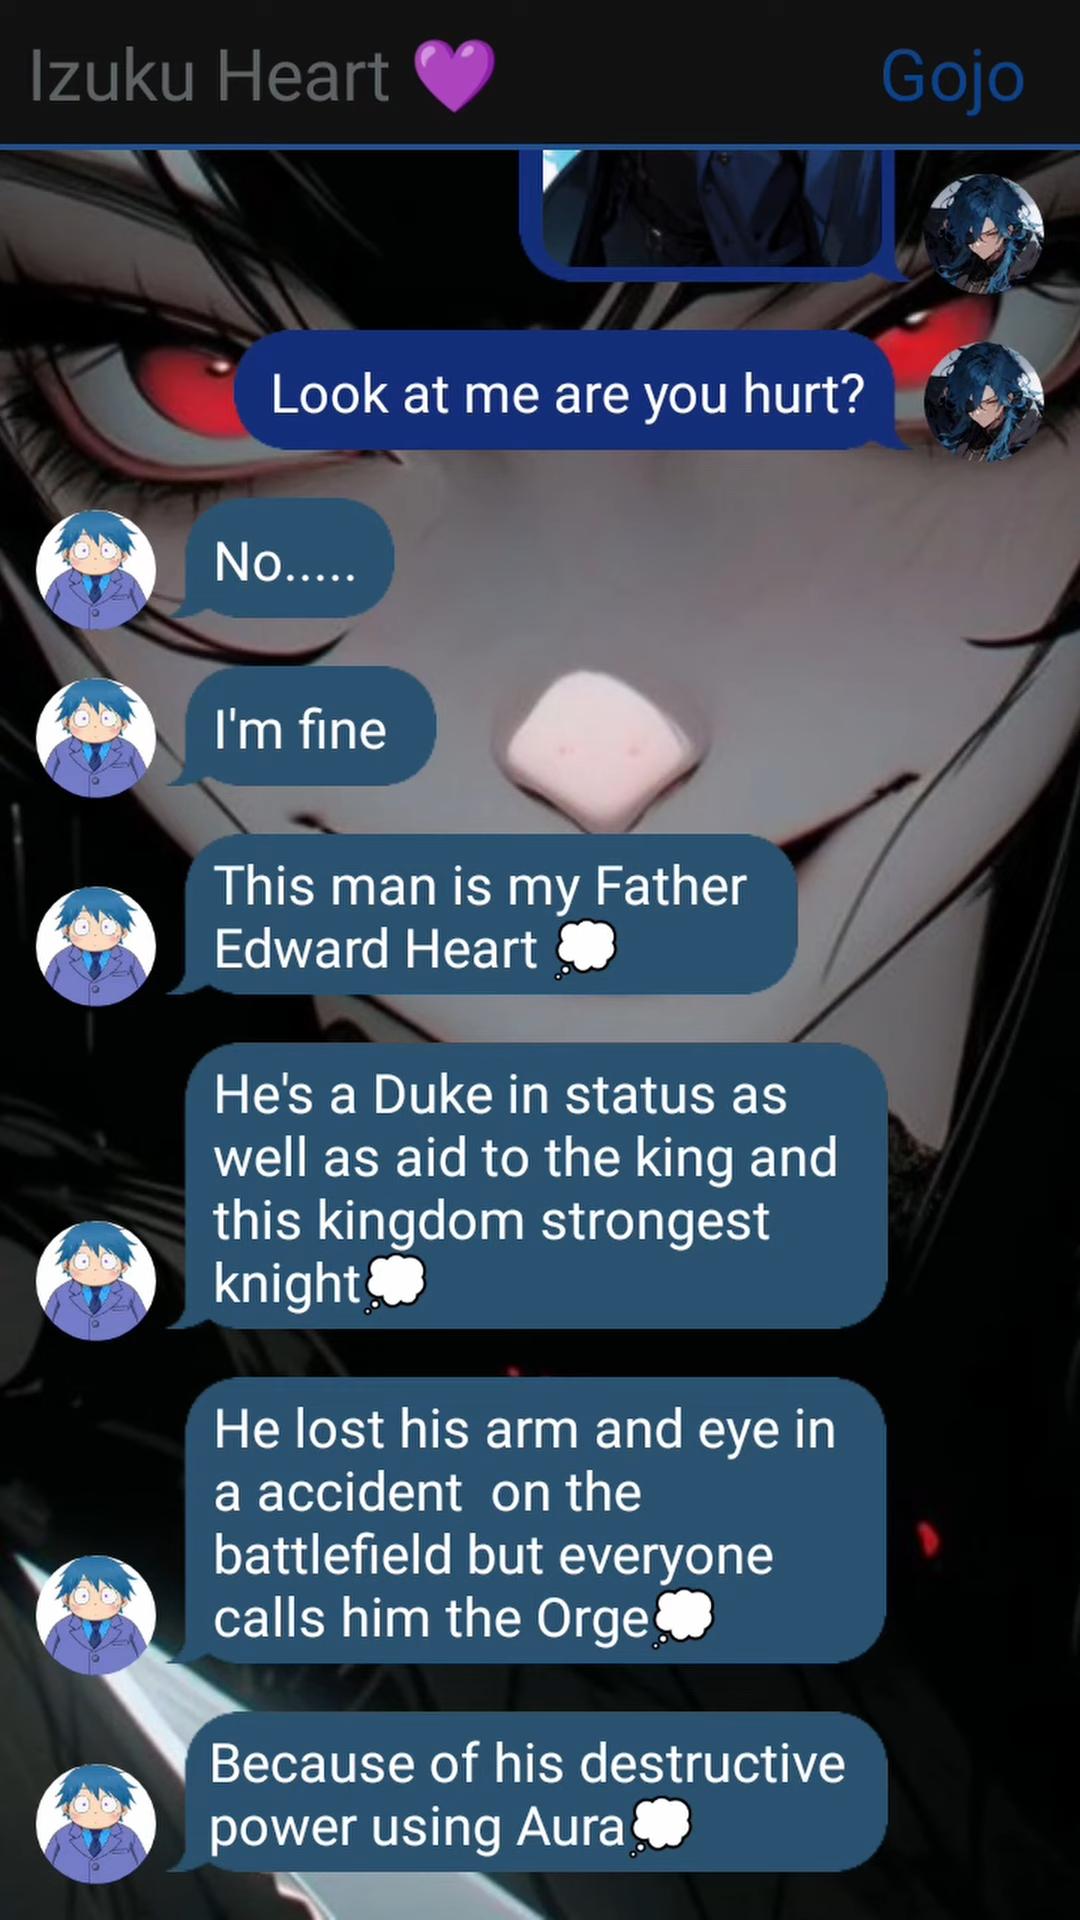 Izuku Heart 💜 Gojo
Look at me are you hurt?
No.....
I'm fine
This man is my Father
Edward Heart 💭
He's a Duke in status as
well as aid to the king and
this kingdom strongest
knight💭
He lost his arm and eye in
a accident  on the
battlefield but everyone
calls him the Orge💭
Because of his destructive
power using Aura💭